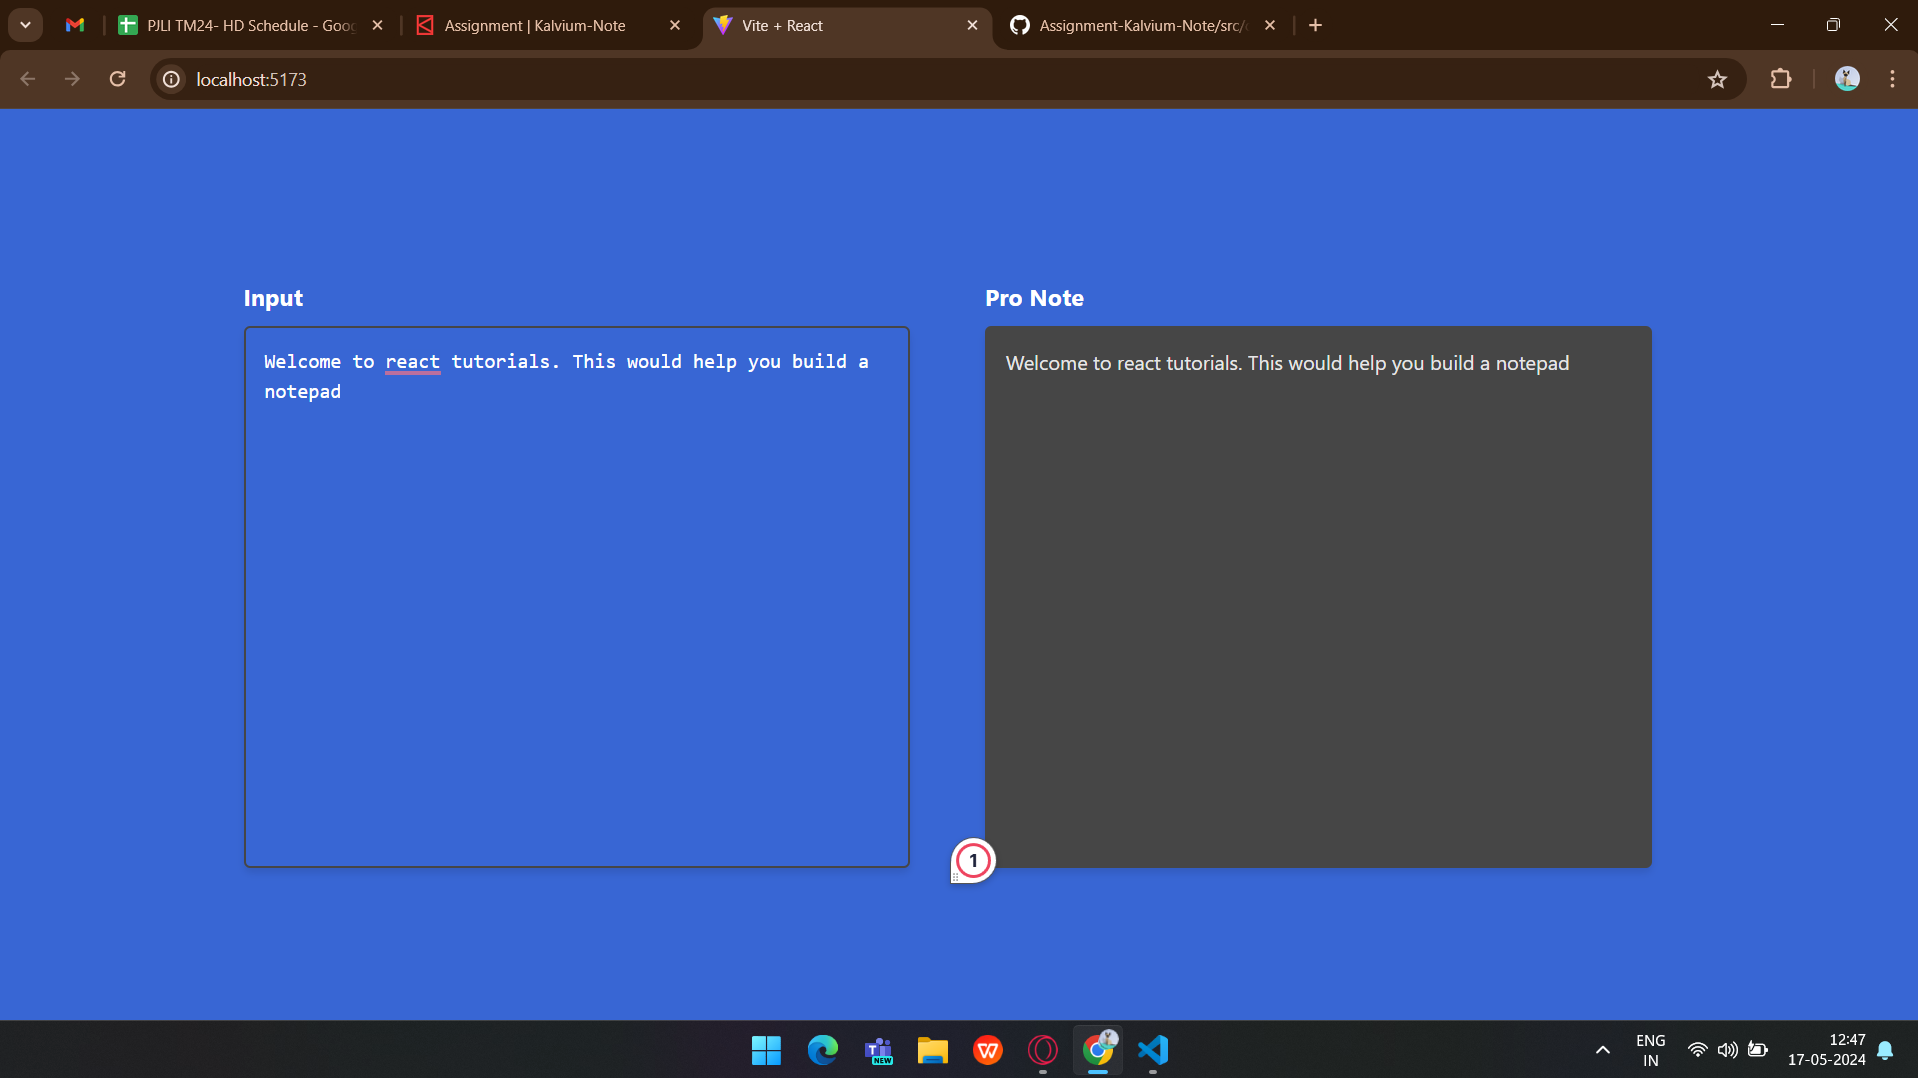 PJLI TM24- HD Schedule - Goog
Assignment | Kalvium-Note
Vite + React
Assignment-Kalvium-Note/src/
localhost:5173
Input
Pro Note
Welcome to react tutorials. This would help you build a
notepad
Welcome to react tutorials. This would help you build a notepad
1
NEW
ENG
IN
12:47
17-05-2024